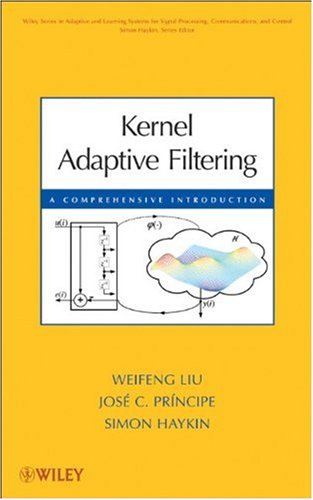 Wiley Series in Adaptive and Learning Systems for Signal Processing, Communications, and Control
Simon Haykin, Series Editor
Kernel
Adaptive Filtering
A COMPREHENSIVE INTRODUCTION
u(i)
φ(·)
H
e(i)
+
y(i)
WEIFENG LIU
JOSÉ C. PRÍNCIPE
SIMON HAYKIN
WILEY